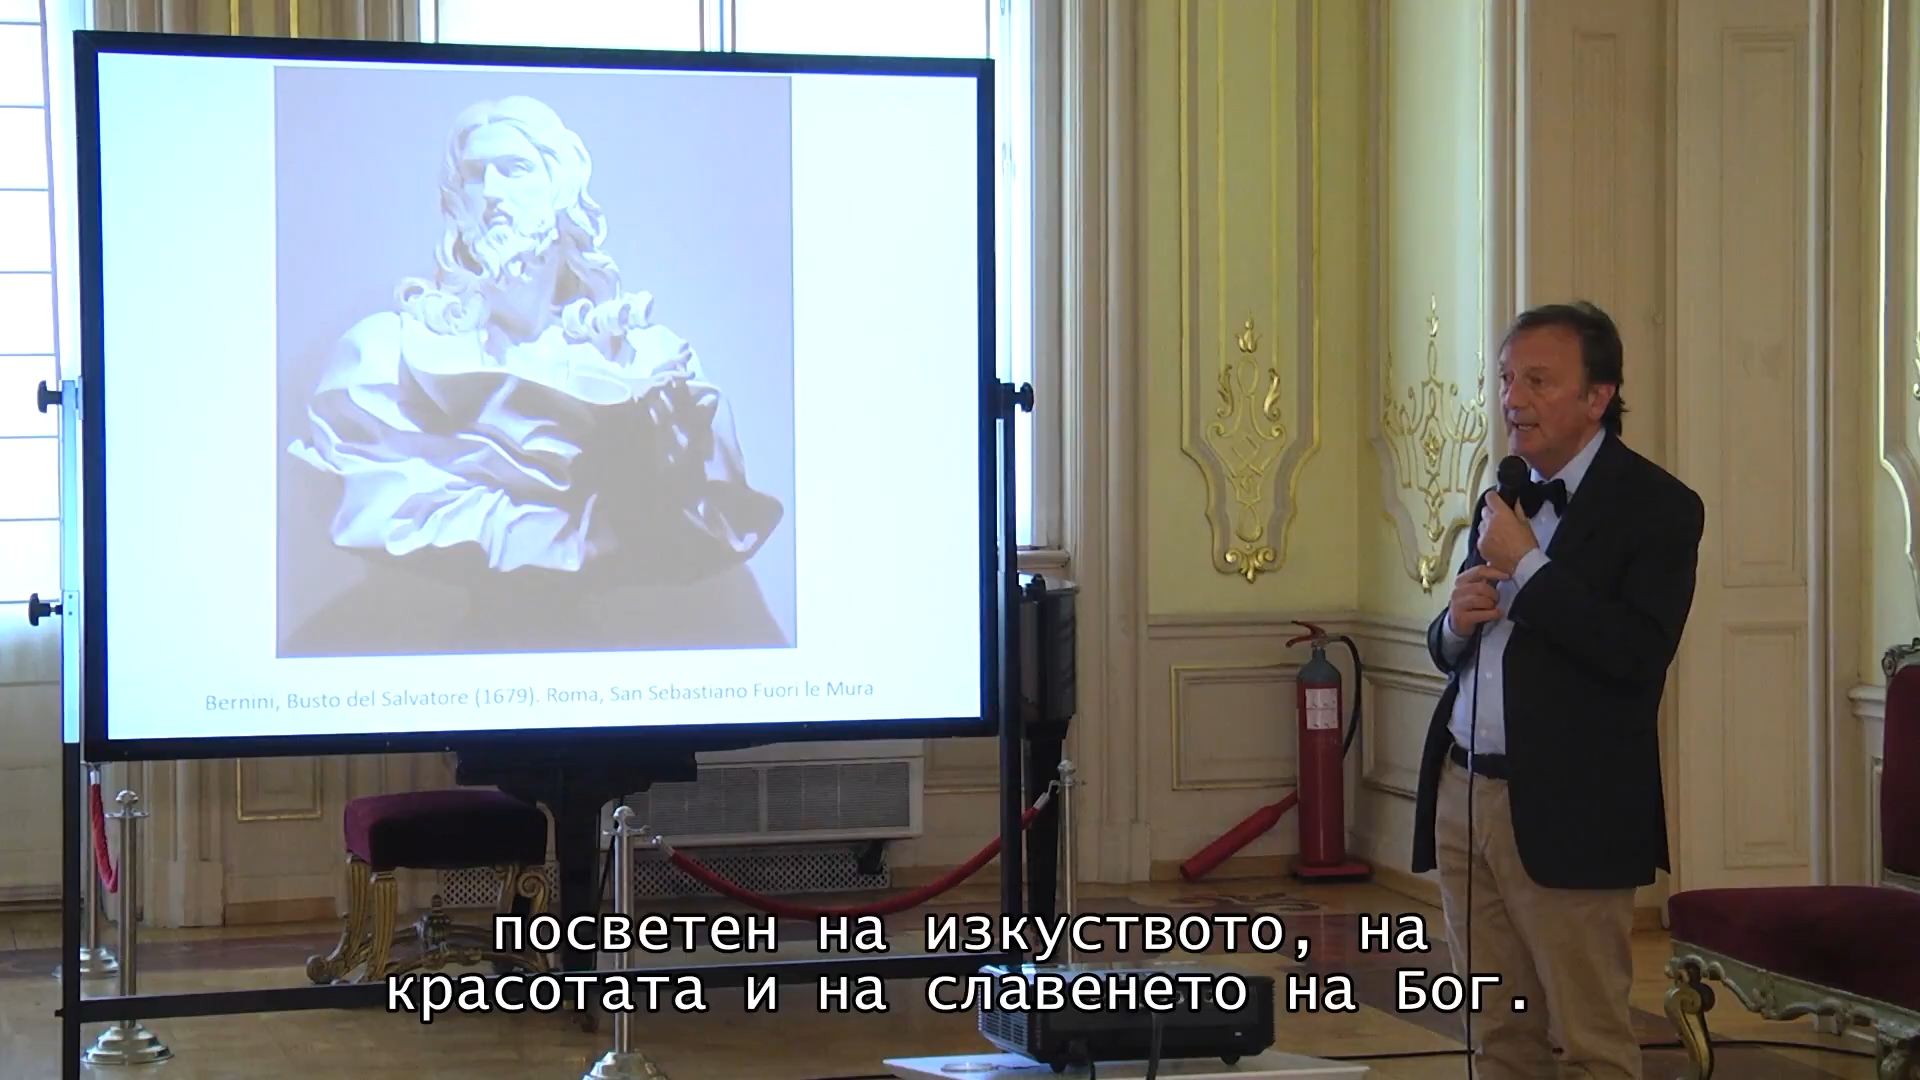 Bernini, Busto del Salvatore (1679). Roma, San Sebastiano Fuori le Mura
посветен на изкуството, на
красотата и на славенето на Бог.